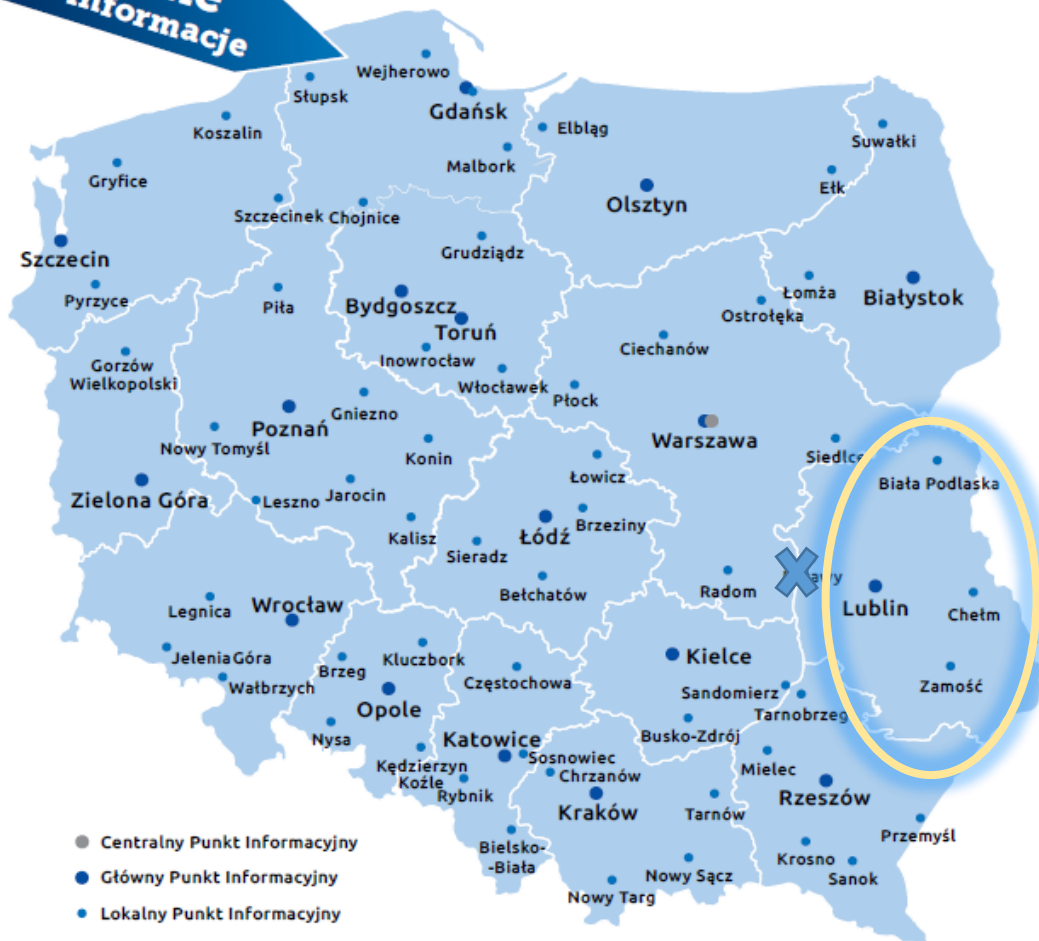 Informacje
Wejherowo
Słupsk
Gdańsk
Koszalin
Elbląg
Suwałki
Malbork
Gryfice
Ełk
Olsztyn
Szczecinek
Chojnice
Grudziądz
Szczecin
Pyrzyce
Piła
Bydgoszcz
Łomża
Białystok
Ostrołęka
Toruń
Ciechanów
Inowrocław
Gorzów
Wielkopolski
Włocławek
Płock
Gniezno
Poznań
Warszawa
Nowy Tomyśl
Konin
Siedlce
Łowicz
Biała Podlaska
Zielona Góra
Leszno
Jarocin
Brzeziny
Kalisz
Łódź
Sieradz
Radom
Bełchatów
Legnica
Wrocław
Lublin
Chełm
Jelenia Góra
Brzeg
Kluczbork
Kielce
Wałbrzych
Częstochowa
Sandomierz
Zamość
Opole
Tarnobrzeg
Nysa
Katowice
Busko-Zdrój
Sosnowiec
Kędzierzyn
Koźle
Chrzanów
Mielec
Rybnik
Kraków
Tarnów
Rzeszów
Przemyśl
Bielsko-
-Biała
Krosno
Nowy Sącz
Sanok
Nowy Targ
Centralny Punkt Informacyjny
Główny Punkt Informacyjny
Lokalny Punkt Informacyjny